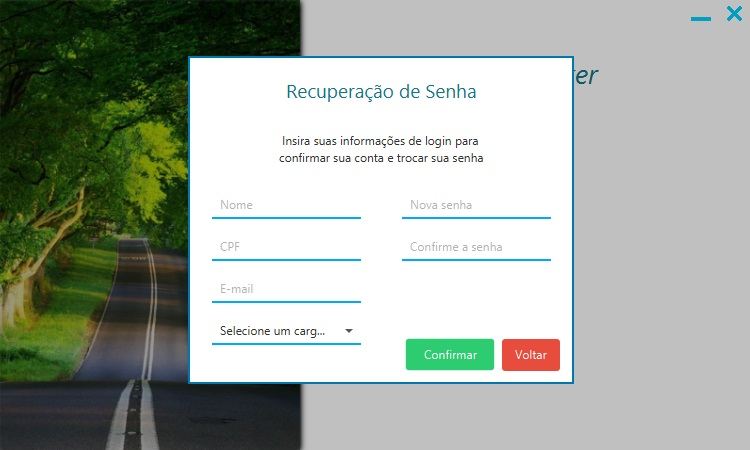 Recuperação de Senha
Insira suas informações de login para
confirmar sua conta e trocar sua senha
Nome
Nova senha
CPF
Confirme a senha
E-mail
Selecione um carg...
Confirmar
Voltar